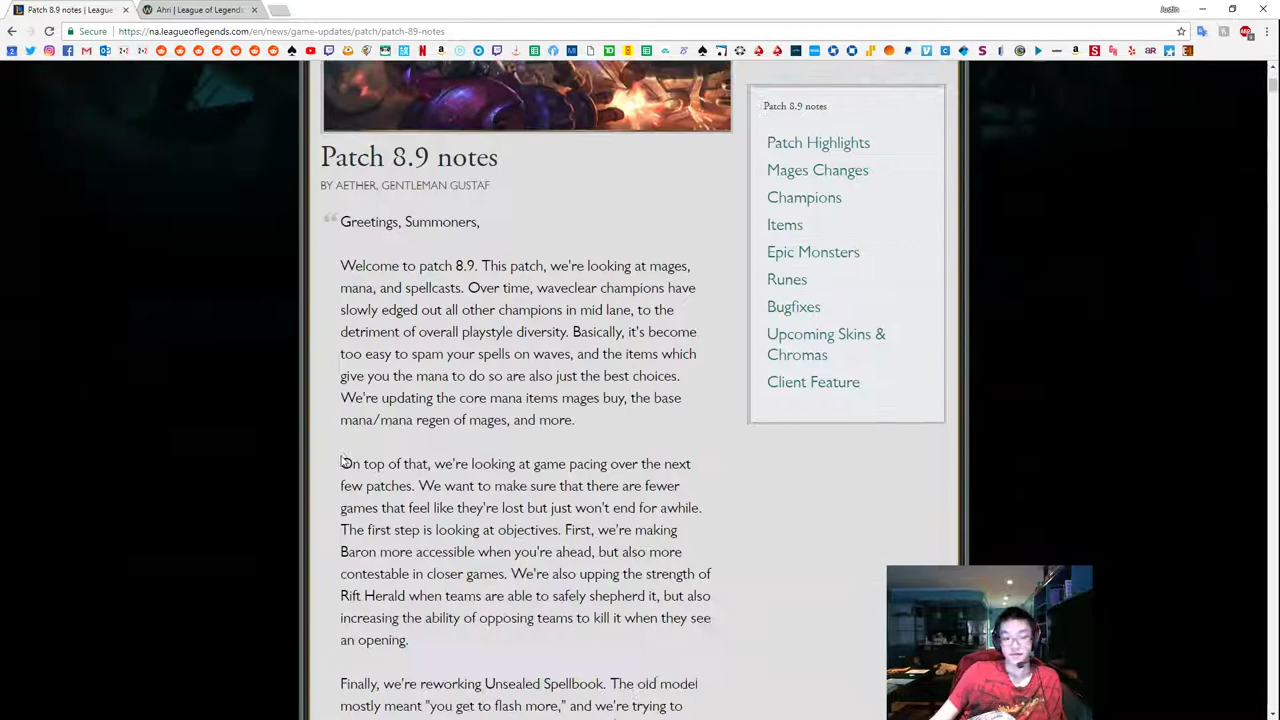 Patch 8.9 notes | League
Ahri | League of Legends
Justin
Secure
https://na.leagueoflegends.com/en/news/game-updates/patch/patch-89-notes
Patch 8.9 notes
BY AETHER, GENTLEMAN GUSTAF
Greetings, Summoners,
Welcome to patch 8.9. This patch, we're looking at mages,
mana, and spellcasts. Over time, waveclear champions have
slowly edged out all other champions in mid lane, to the
detriment of overall playstyle diversity. Basically, it's become
too easy to spam your spells on waves, and the items which
give you the mana to do so are also just the best choices.
We're updating the core mana items mages buy, the base
mana/mana regen of mages, and more.
On top of that, we're looking at game pacing over the next
few patches. We want to make sure that there are fewer
games that feel like they're lost but just won't end for awhile.
The first step is looking at objectives. First, we're making
Baron more accessible when you're ahead, but also more
contestable in closer games. We're also upping the strength of
Rift Herald when teams are able to safely shepherd it, but also
increasing the ability of opposing teams to kill it when they see
an opening.
Finally, we're reworking Unsealed Spellbook. The old model
mostly meant "you get to flash more," and we're trying to
Patch 8.9 notes
Patch Highlights
Mages Changes
Champions
Items
Epic Monsters
Runes
Bugfixes
Upcoming Skins &
Chromas
Client Feature